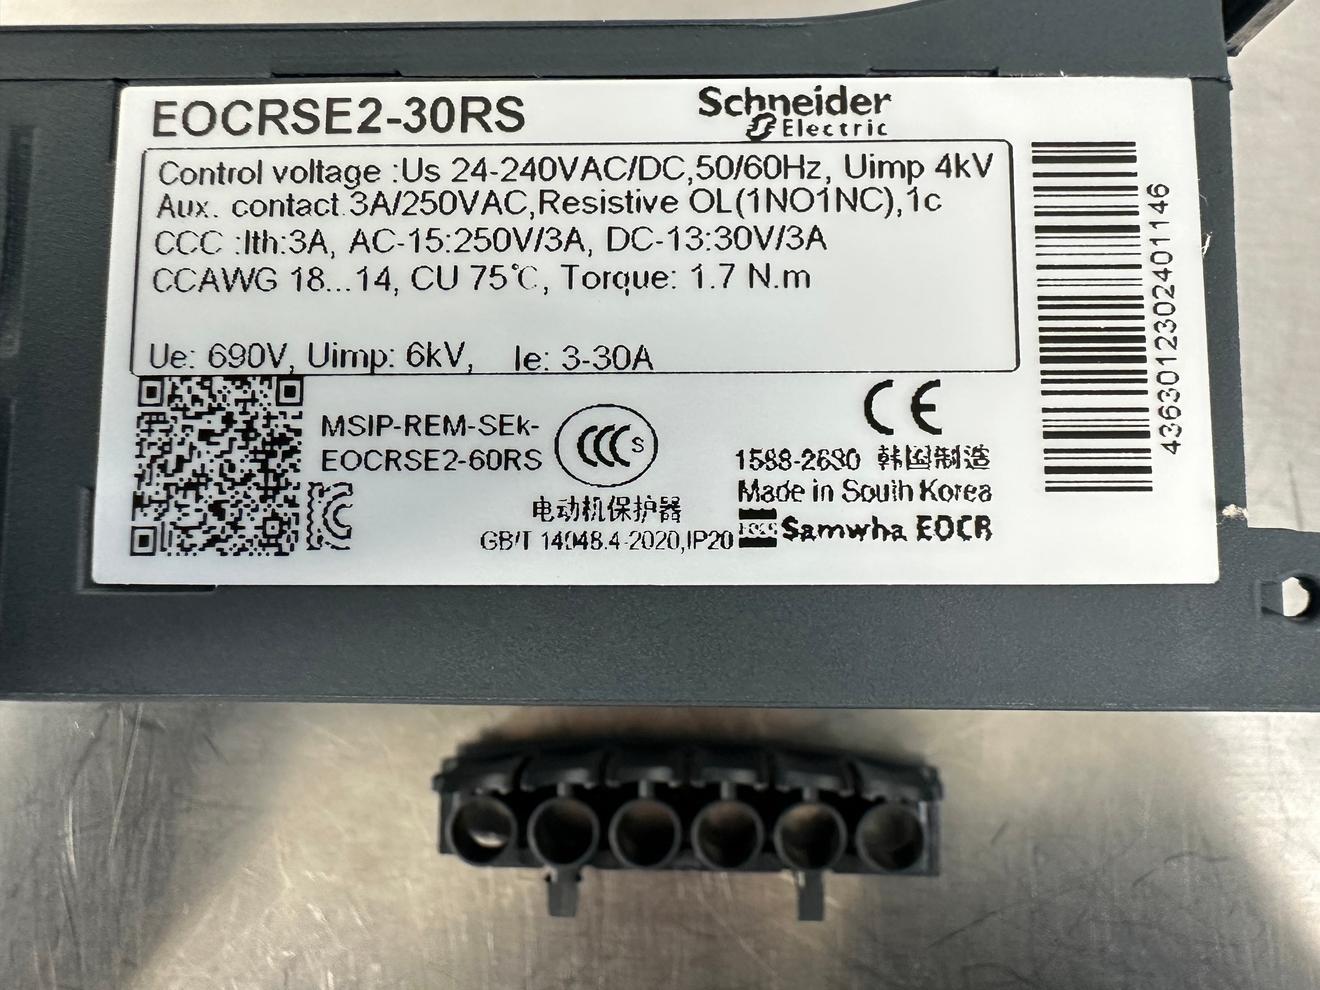 EOCRSE2-30RS
Schneider
Electric
Control voltage :Us 24-240VAC/DC,50/60Hz, Uimp 4kV
Aux. contact 3A/250VAC,Resistive OL(1NO1NC),1c
CCC :Ith:3A, AC-15:250V/3A, DC-13:30V/3A
CCAWG 18...14, CU 75℃, Torque: 1.7 N.m
Ue: 690V, Uimp: 6kV, Ie: 3-30A
MSIP-REM-SEk-
EOCRSE2-60RS
CCC S
电动机保护器
GB/T 14048.4-2020,IP20
CE
1588-2680 韩国制造
Made in South Korea
EOCR Samwha EOCR
4363012302401146